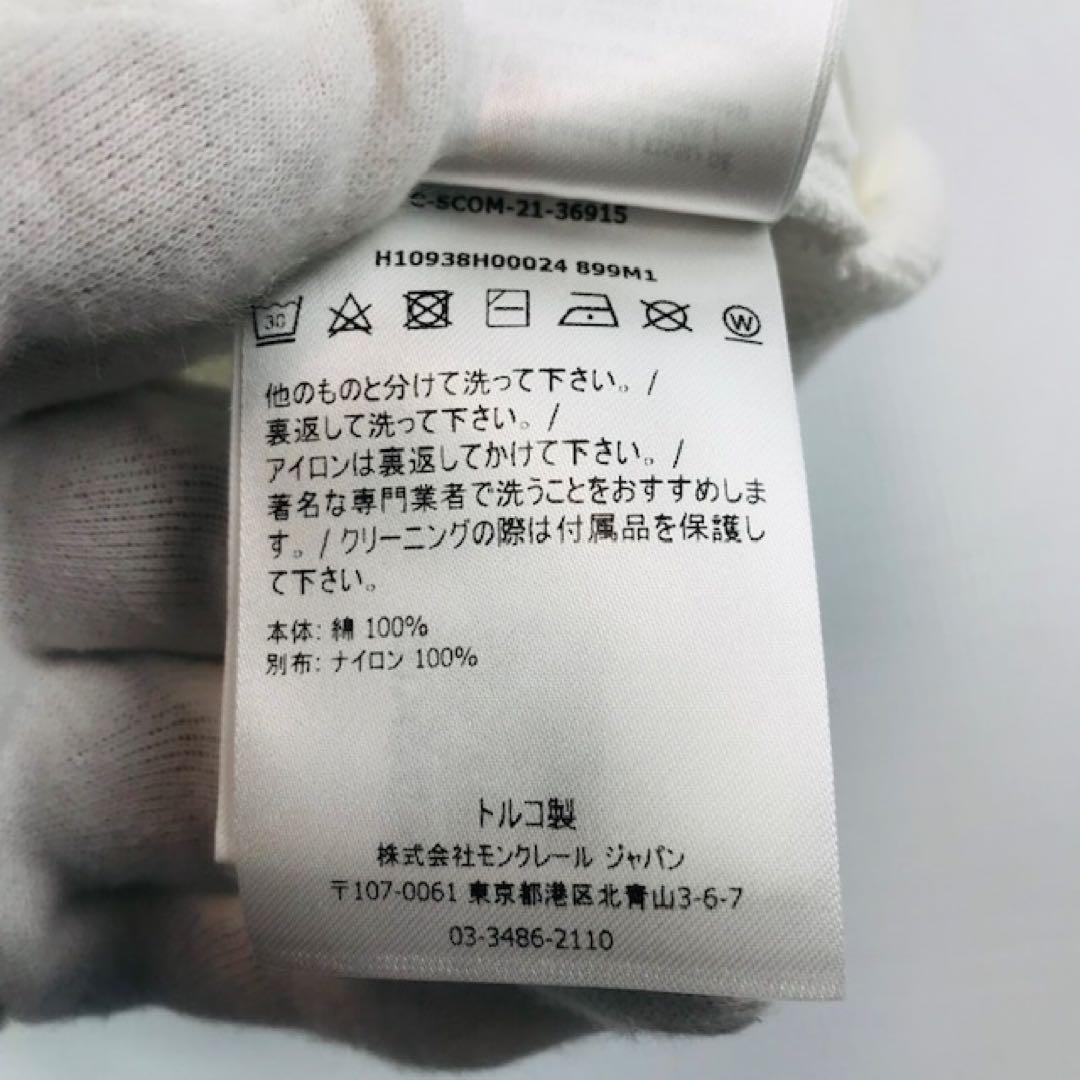 C-SCOM-21-36915
H10938H00024 899M1
30
W
他のものと分けて洗って下さい。/
裏返して洗って下さい。/
アイロンは裏返してかけて下さい。/
著名な専門業者で洗うことをおすすめしま
す。/クリーニングの際は付属品を保護し
て下さい。
本体: 綿 100%
別布: ナイロン 100%
トルコ製
株式会社モンクレール ジャパン
〒107-0061 東京都港区北青山3-6-7
03-3486-2110